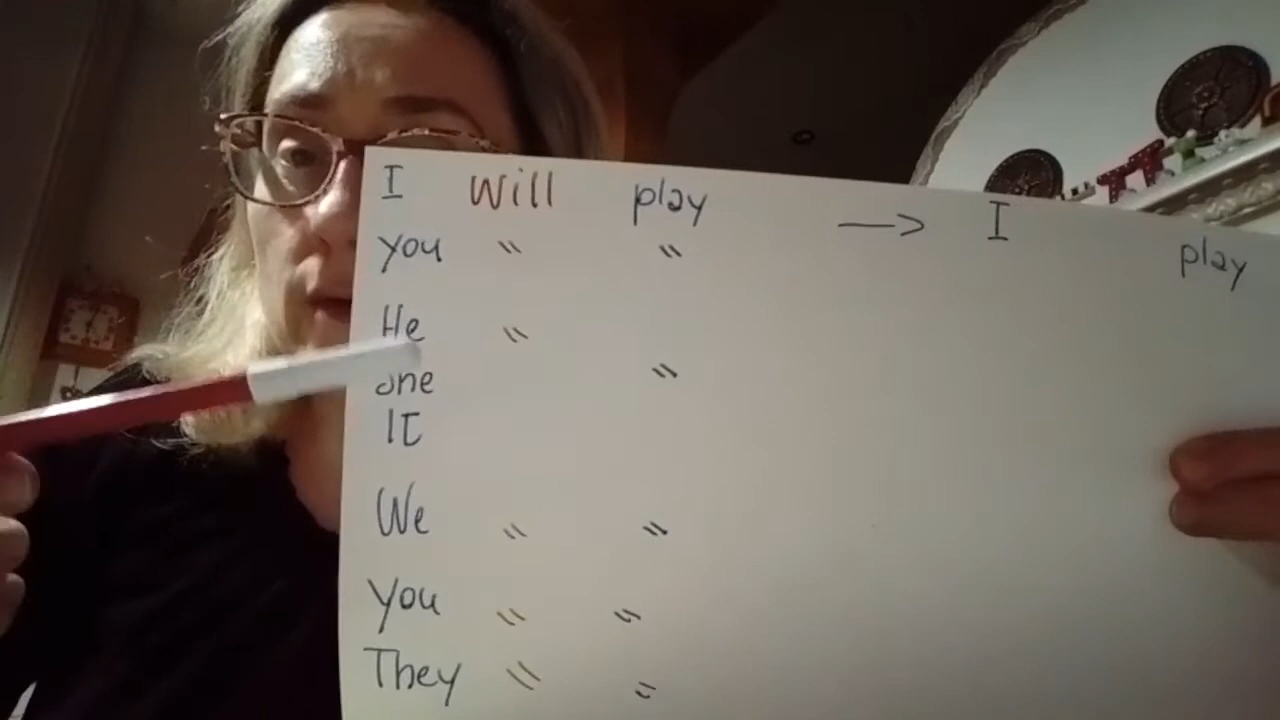 I will play → I play
you " "
He "
She "
It
We " "
You " "
They " "